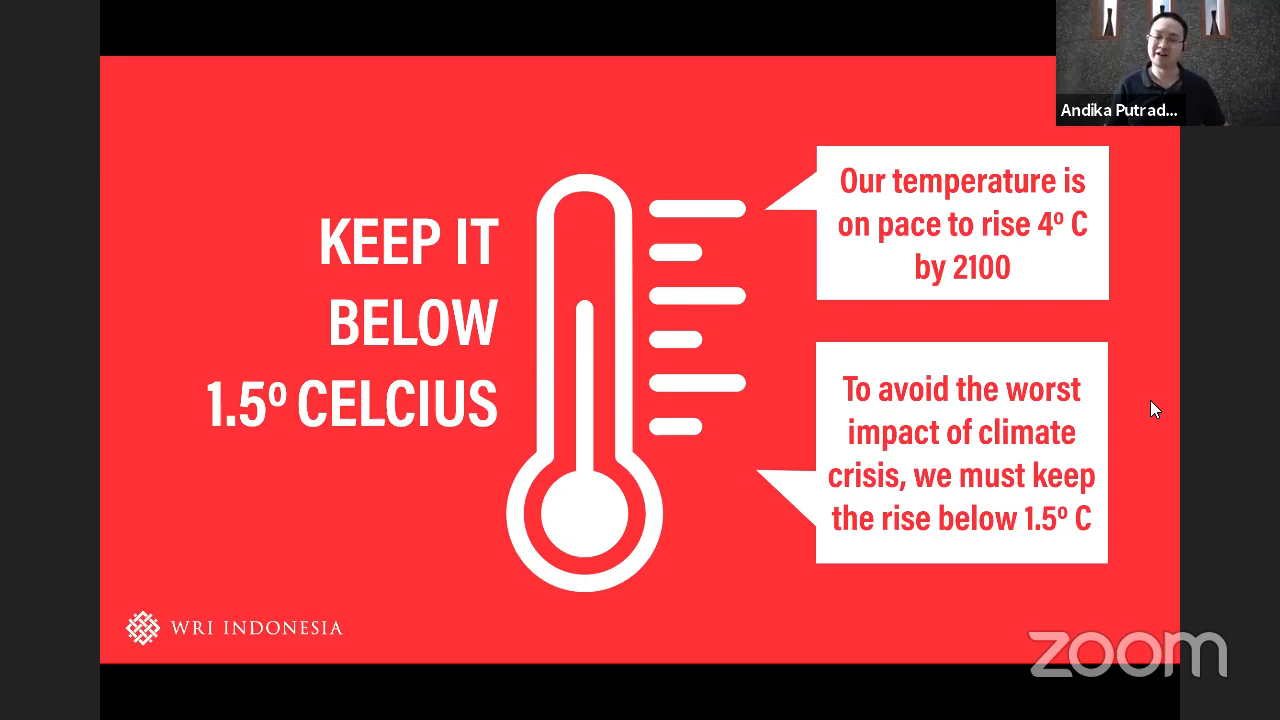 Andika Putrad...
KEEP IT
BELOW
1.5º CELCIUS
Our temperature is
on pace to rise 4º C
by 2100
To avoid the worst
impact of climate
crisis, we must keep
the rise below 1.5º C
WRI INDONESIA
zoom